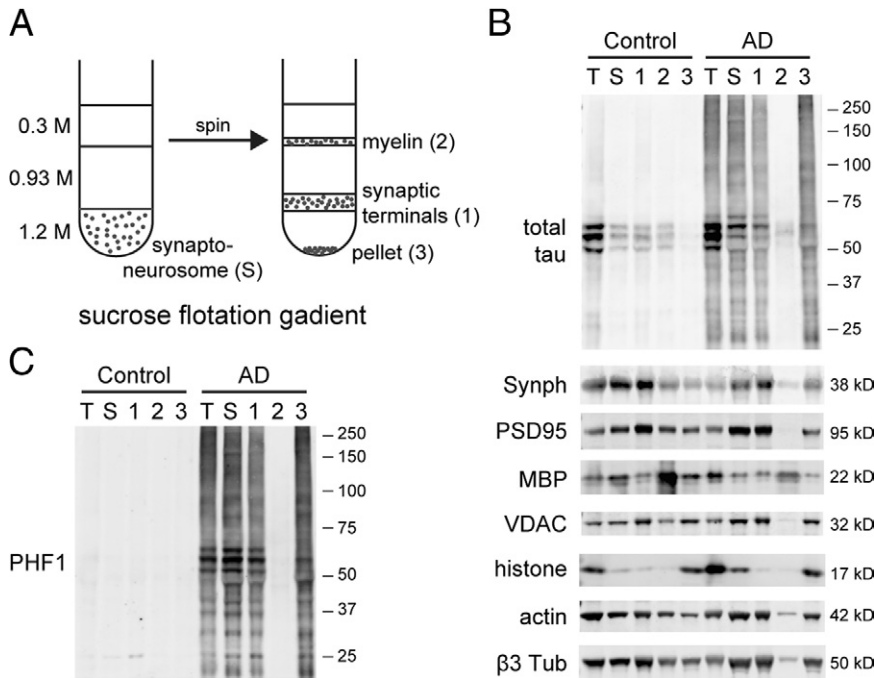 A
0.3 M
0.93 M
1.2 M
spin
myelin (2)
synaptic
terminals (1)
pellet (3)
synapto-
neurosome (S)
sucrose flotation gadient
B
Control AD
T S 1 2 3 T S 1 2 3
total
tau
250
150
100
75
50
37
25
Synph 38 kD
PSD95 95 kD
MBP 22 kD
VDAC 32 kD
histone 17 kD
actin 42 kD
β3 Tub 50 kD
C
Control AD
T S 1 2 3 T S 1 2 3
PHF1
250
150
100
75
50
37
25